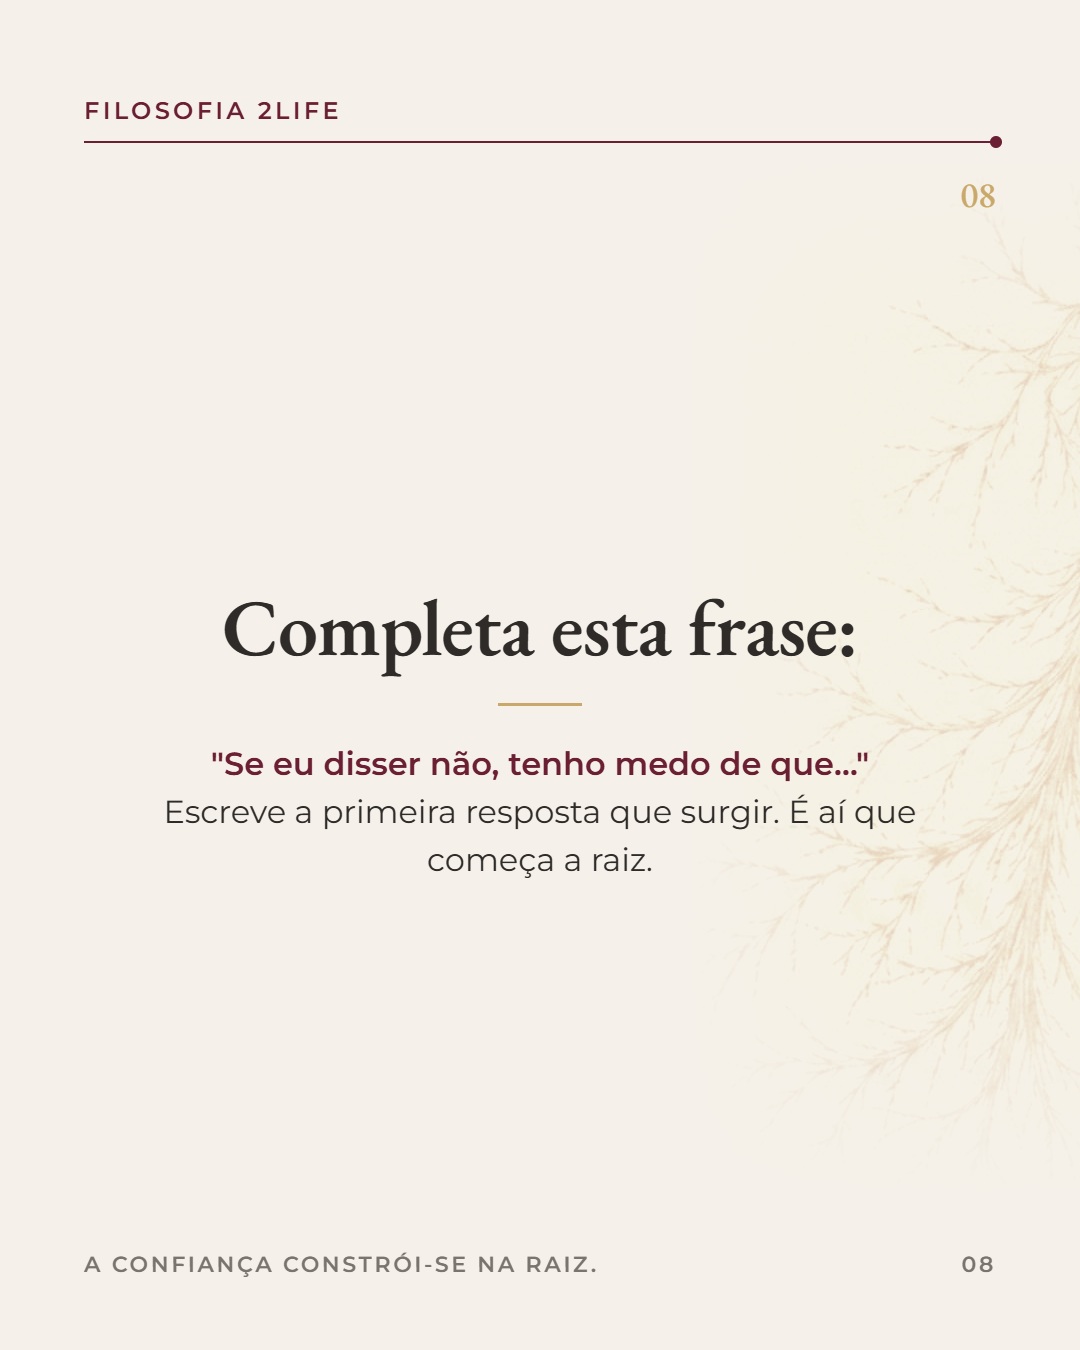 FILOSOFIA 2LIFE
08
Completa esta frase:
"Se eu disser não, tenho medo de que..."
Escreve a primeira resposta que surgir. É aí que
começa a raiz.
A CONFIANÇA CONSTRÓI-SE NA RAIZ.
08